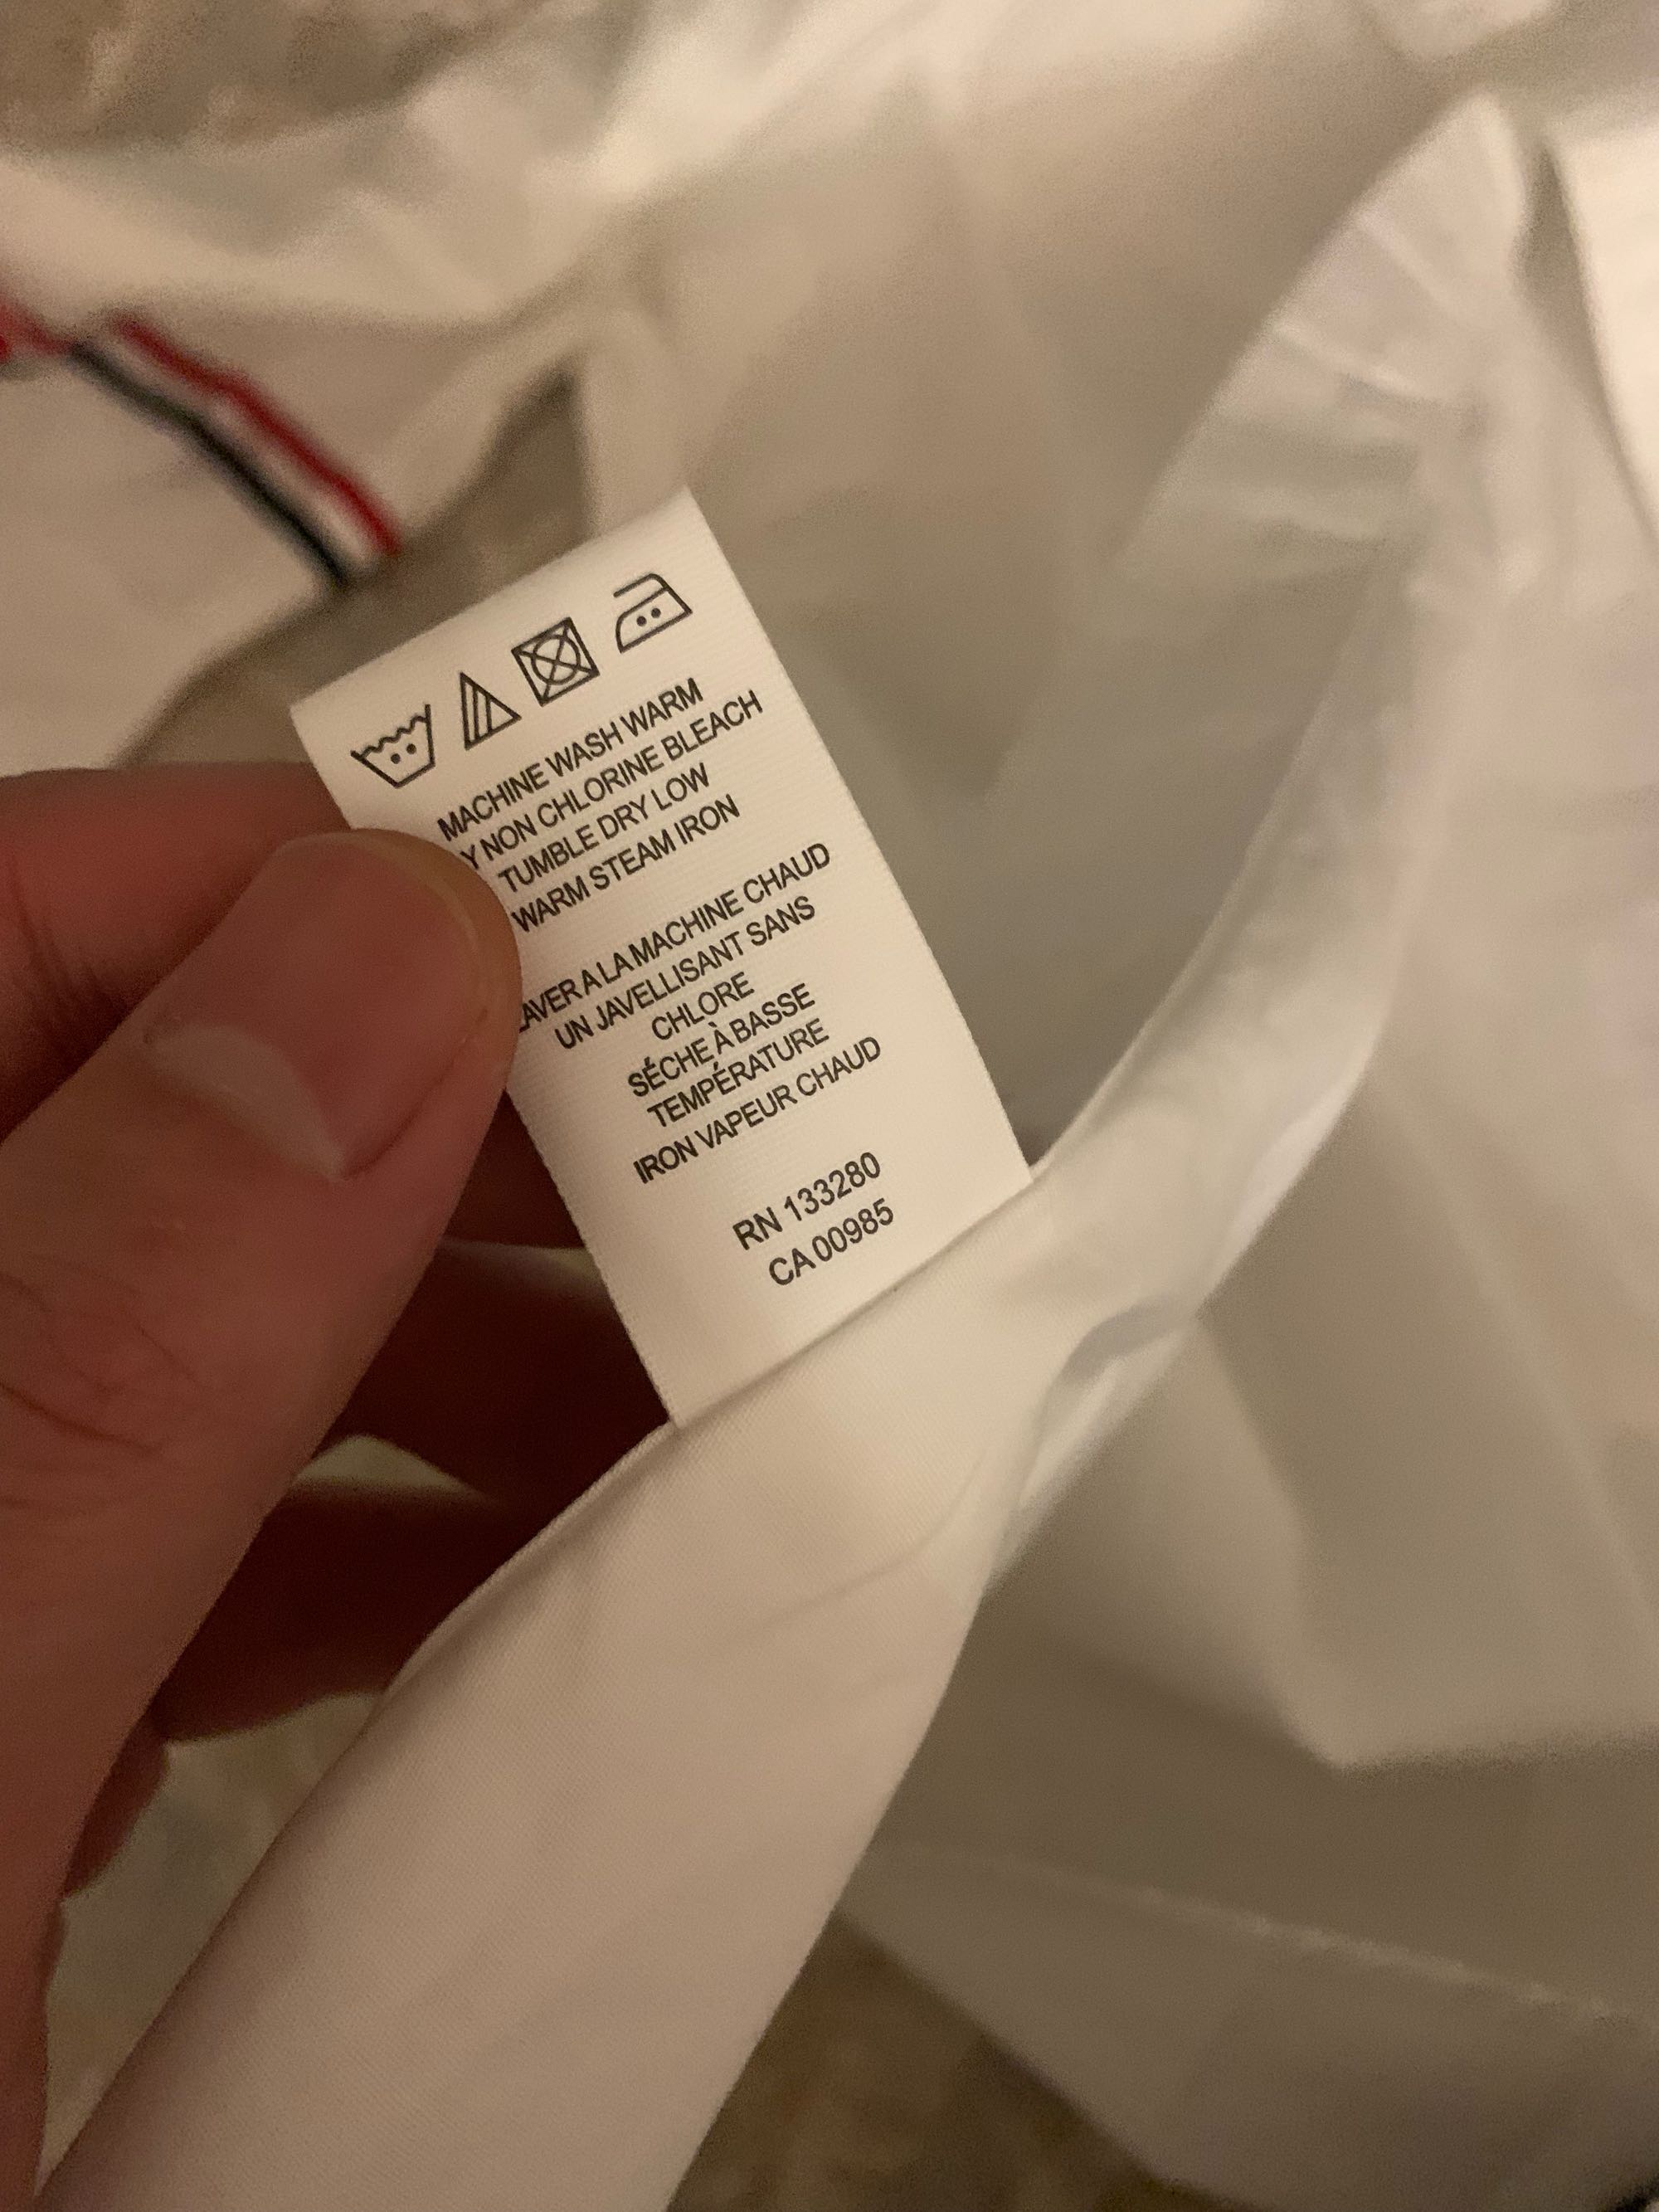 MACHINE WASH WARM
NON CHLORINE BLEACH
TUMBLE DRY LOW
WARM STEAM IRON
LAVER A LA MACHINE CHAUD
UN JAVELLISANT SANS
CHLORE
SÉCHE À BASSE
TEMPÉRATURE
IRON VAPEUR CHAUD
RN 133280
CA 00985